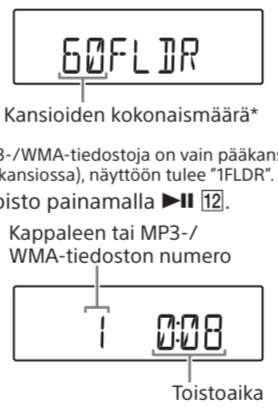 60FLDR
Kansioiden kokonaismäärä*
3-/WMA-tiedostoja on vain pääkans
kansiossa), näyttöön tulee "1FLDR".
oisto painamalla ►II 12.
Kappaleen tai MP3-/
WMA-tiedoston numero
1 0:08
Toistoaika